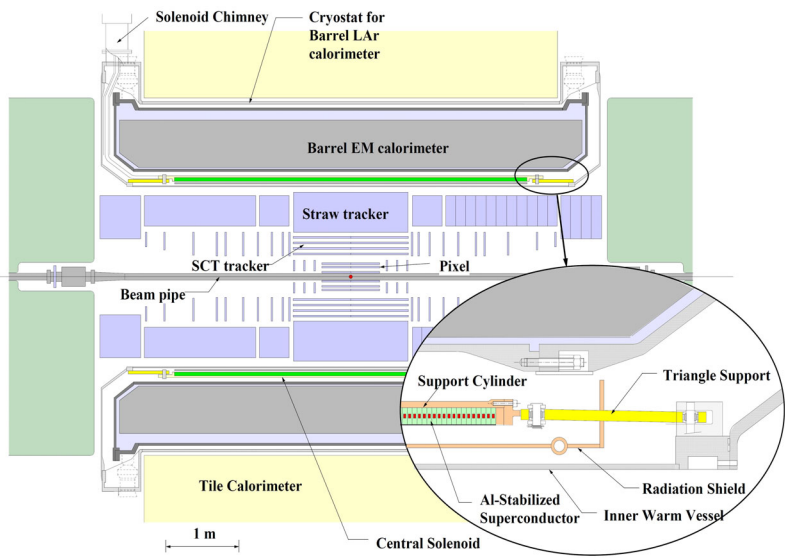 Solenoid Chimney
Cryostat for
Barrel LAr
calorimeter
Barrel EM calorimeter
Straw tracker
SCT tracker
Pixel
Beam pipe
Support Cylinder
Triangle Support
Tile Calorimeter
Radiation Shield
Al-Stabilized
Superconductor
Inner Warm Vessel
1 m
Central Solenoid